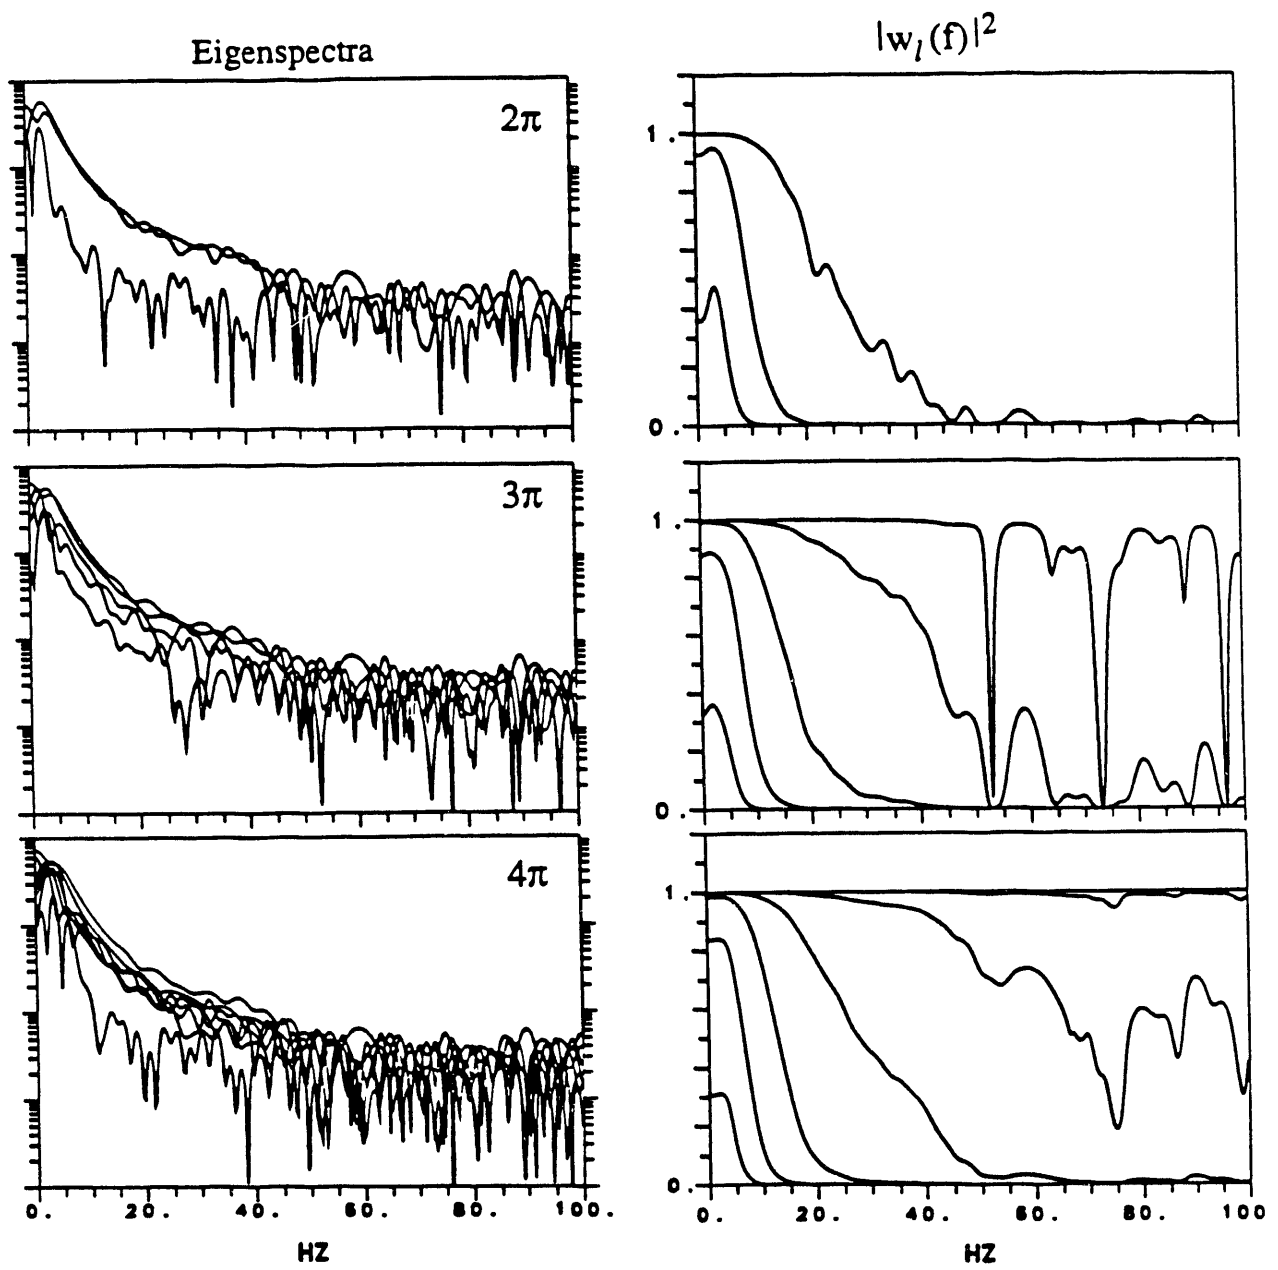 Eigenspectra
|w_l(f)|²
2π
1.
0.
3π
1.
0.
4π
1.
0.
0. 20. 40. 60. 80. 100.
HZ
0. 20. 40. 60. 80. 100
HZ